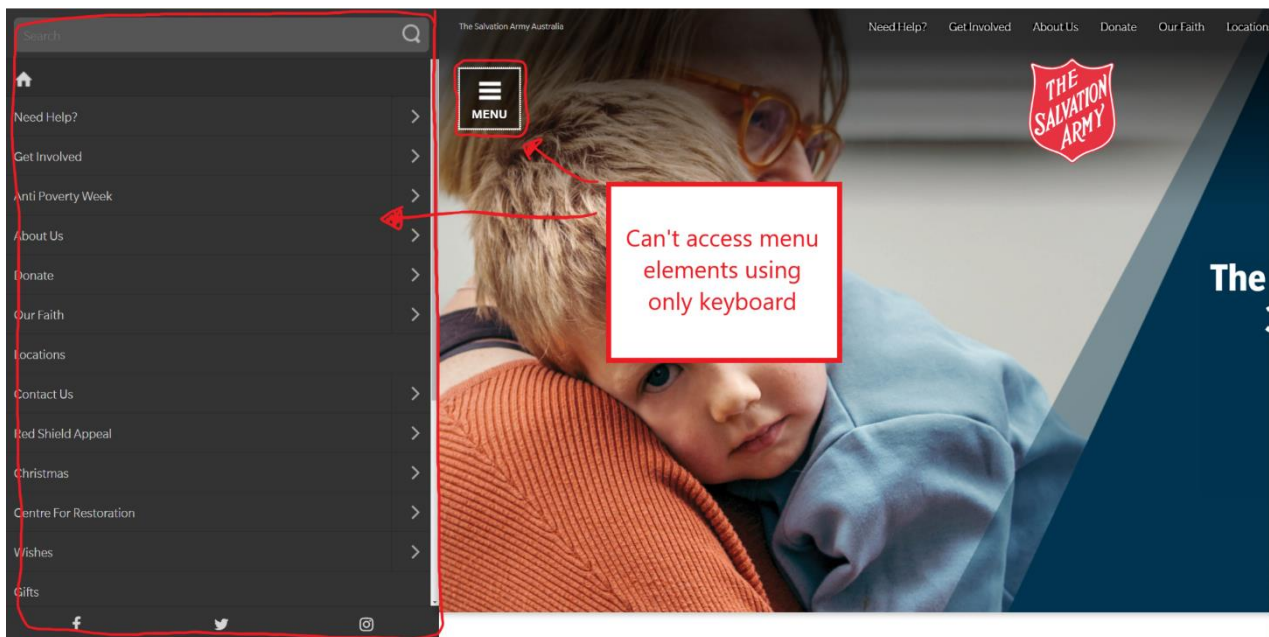 Search
Need Help?
Get Involved
Anti Poverty Week
About Us
Donate
Our Faith
Locations
Contact Us
Red Shield Appeal
Christmas
Centre For Restoration
Wishes
Gifts
The Salvation Army Australia
Need Help? Get Involved About Us Donate Our Faith Location
MENU
THE
SALVATION
ARMY
Can't access menu
elements using
only keyboard
The